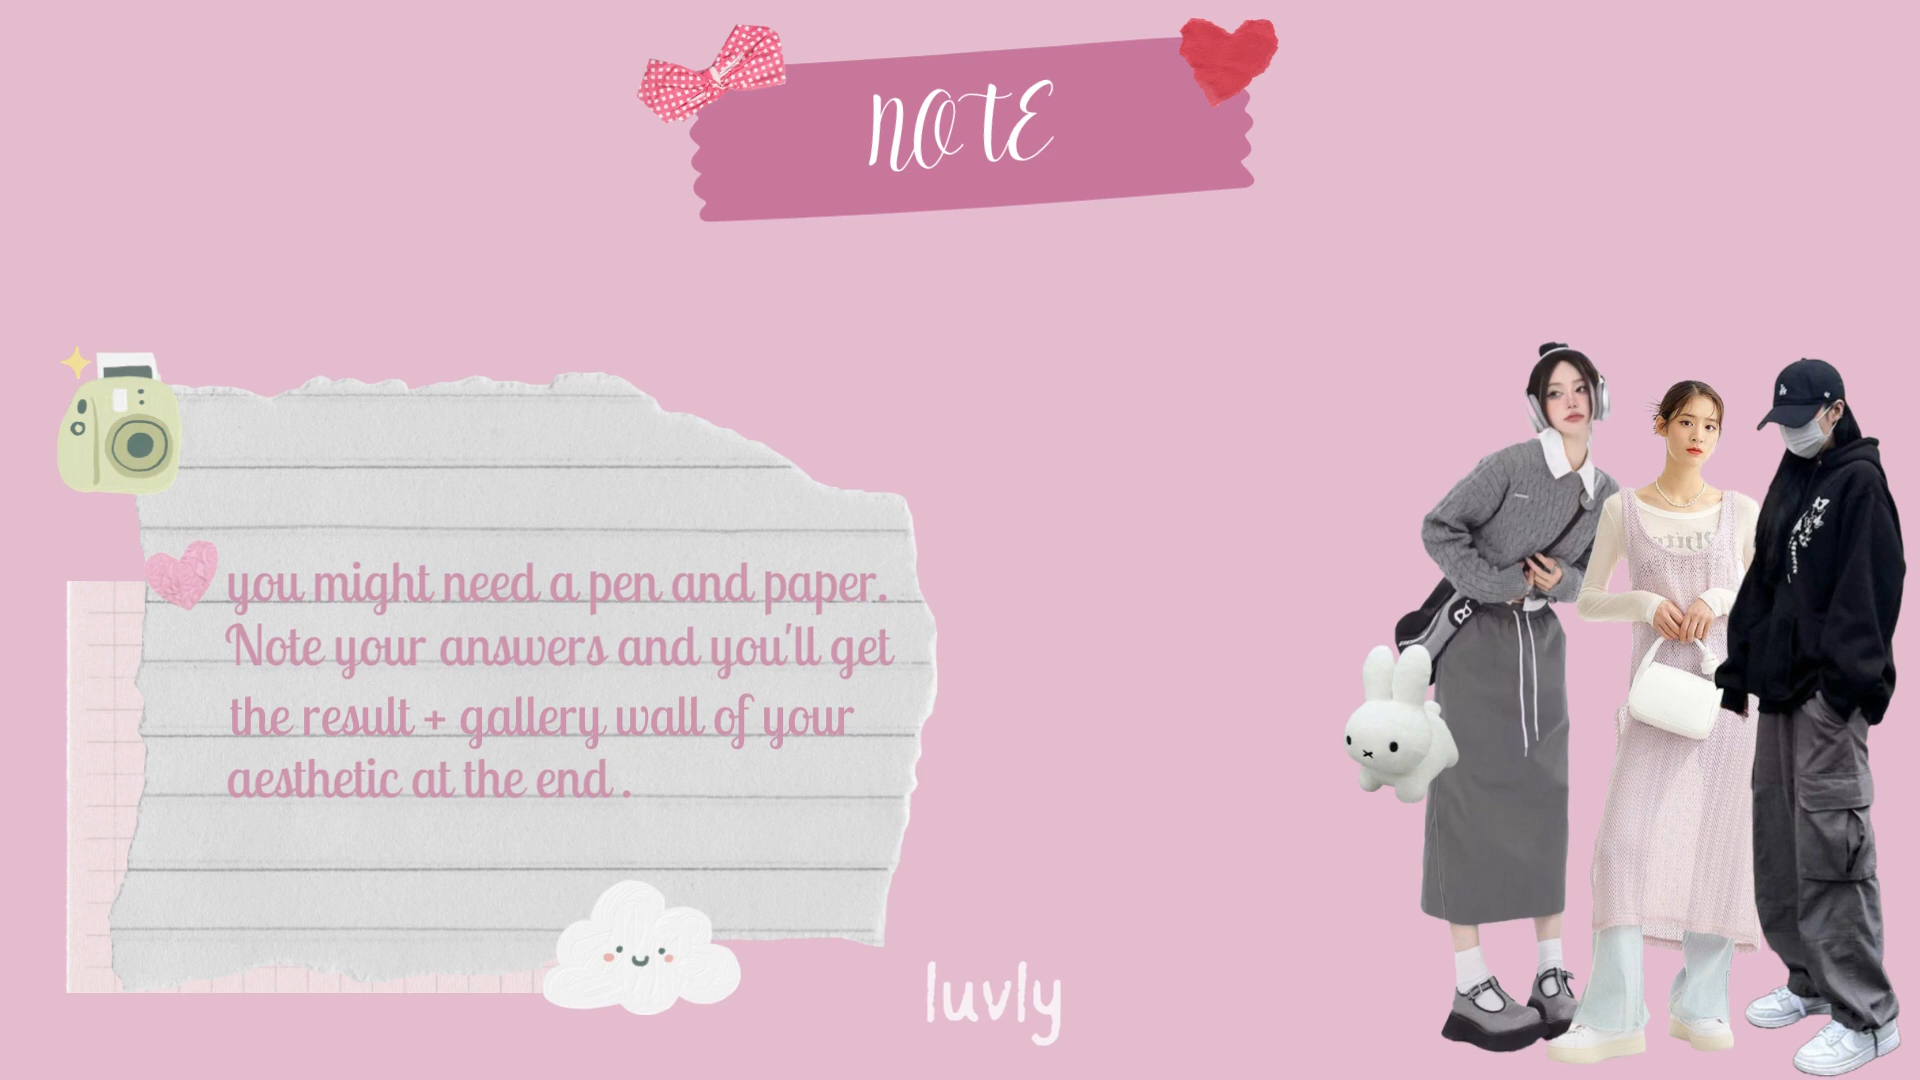 NOtE
you might need a pen and paper.
Note your answers and you'll get
the result + gallery wall of your
aesthetic at the end .
luvly